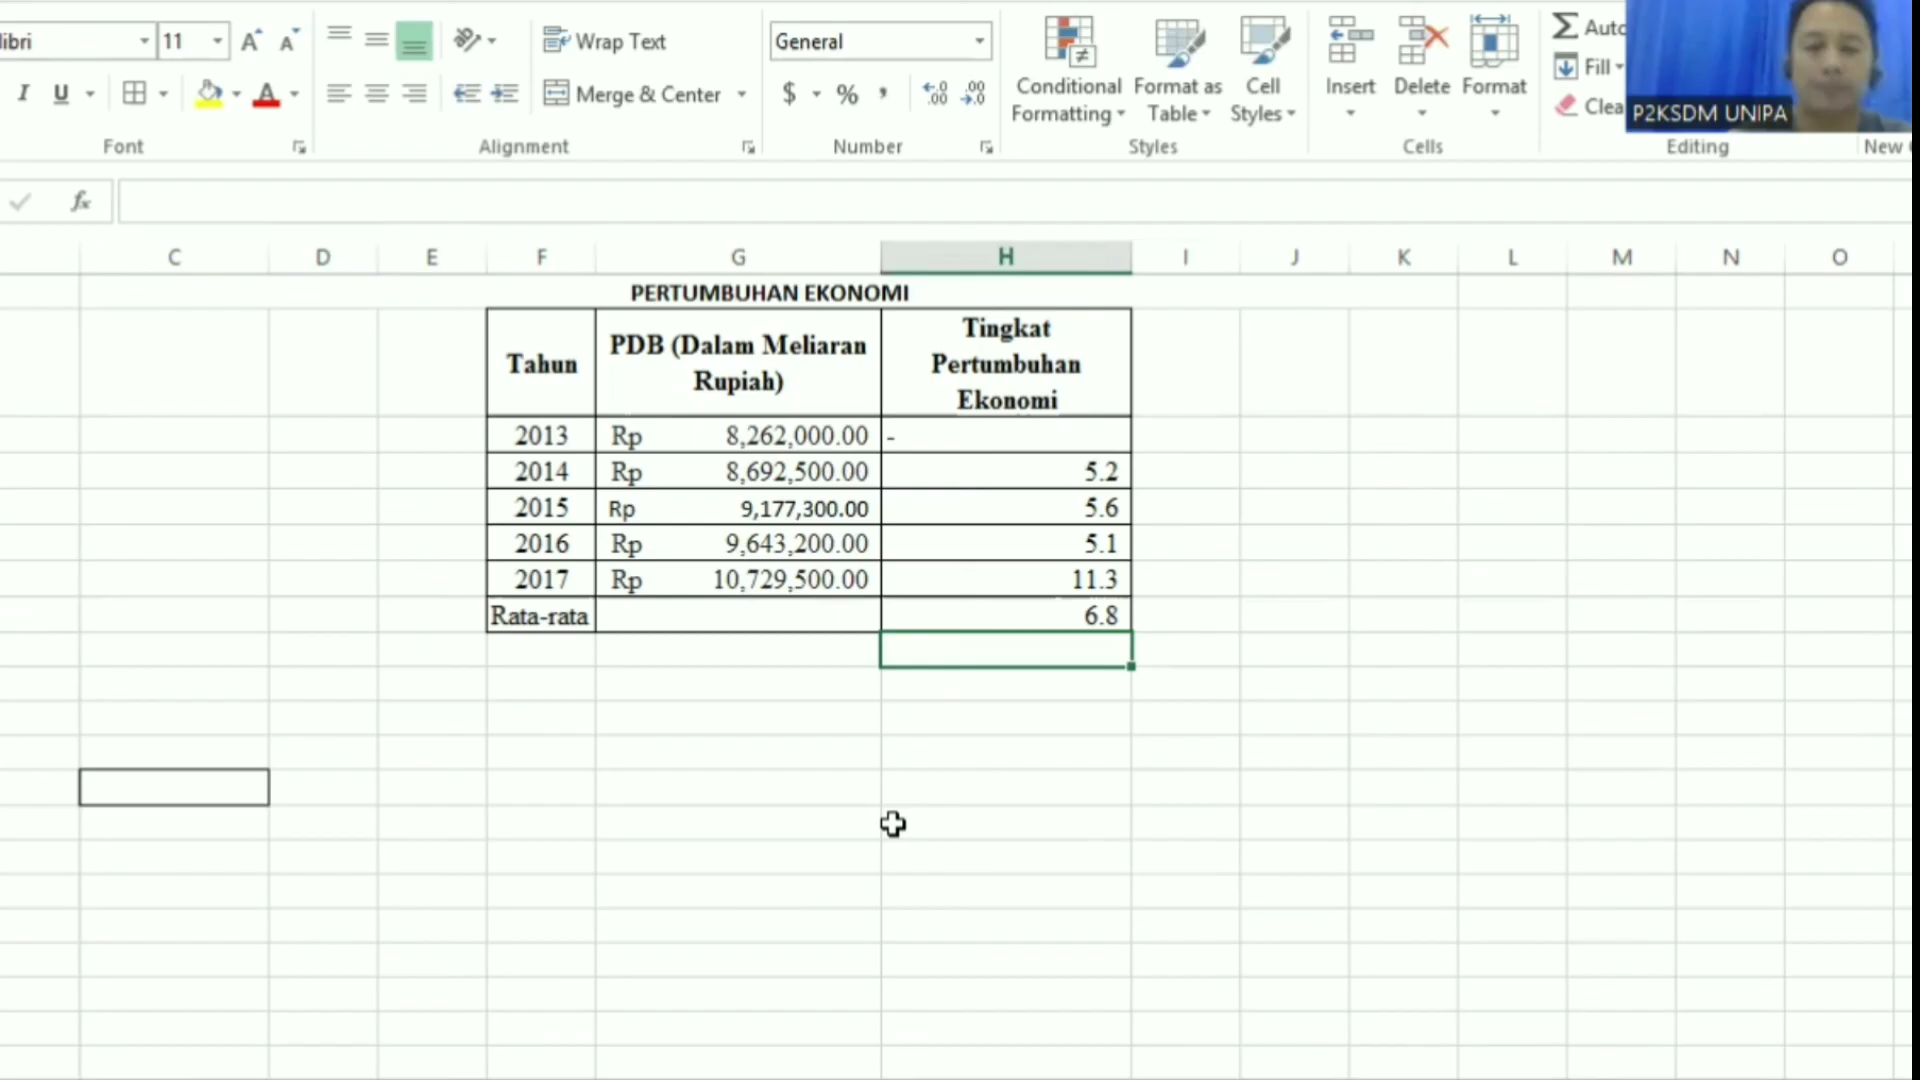 11
Wrap Text
General
Merge & Center
$ % ,
Conditional Formatting
Format as Table
Cell Styles
Insert
Delete
Format
Fill
P2KSDM UNIPA
Font
Alignment
Number
Styles
Cells
Editing
New
fx
C D E F G H I J K L M N O
PERTUMBUHAN EKONOMI
Tahun PDB (Dalam Meliaran Rupiah) Tingkat Pertumbuhan Ekonomi
2013 Rp 8,262,000.00 -
2014 Rp 8,692,500.00 5.2
2015 Rp 9,177,300.00 5.6
2016 Rp 9,643,200.00 5.1
2017 Rp 10,729,500.00 11.3
Rata-rata 6.8